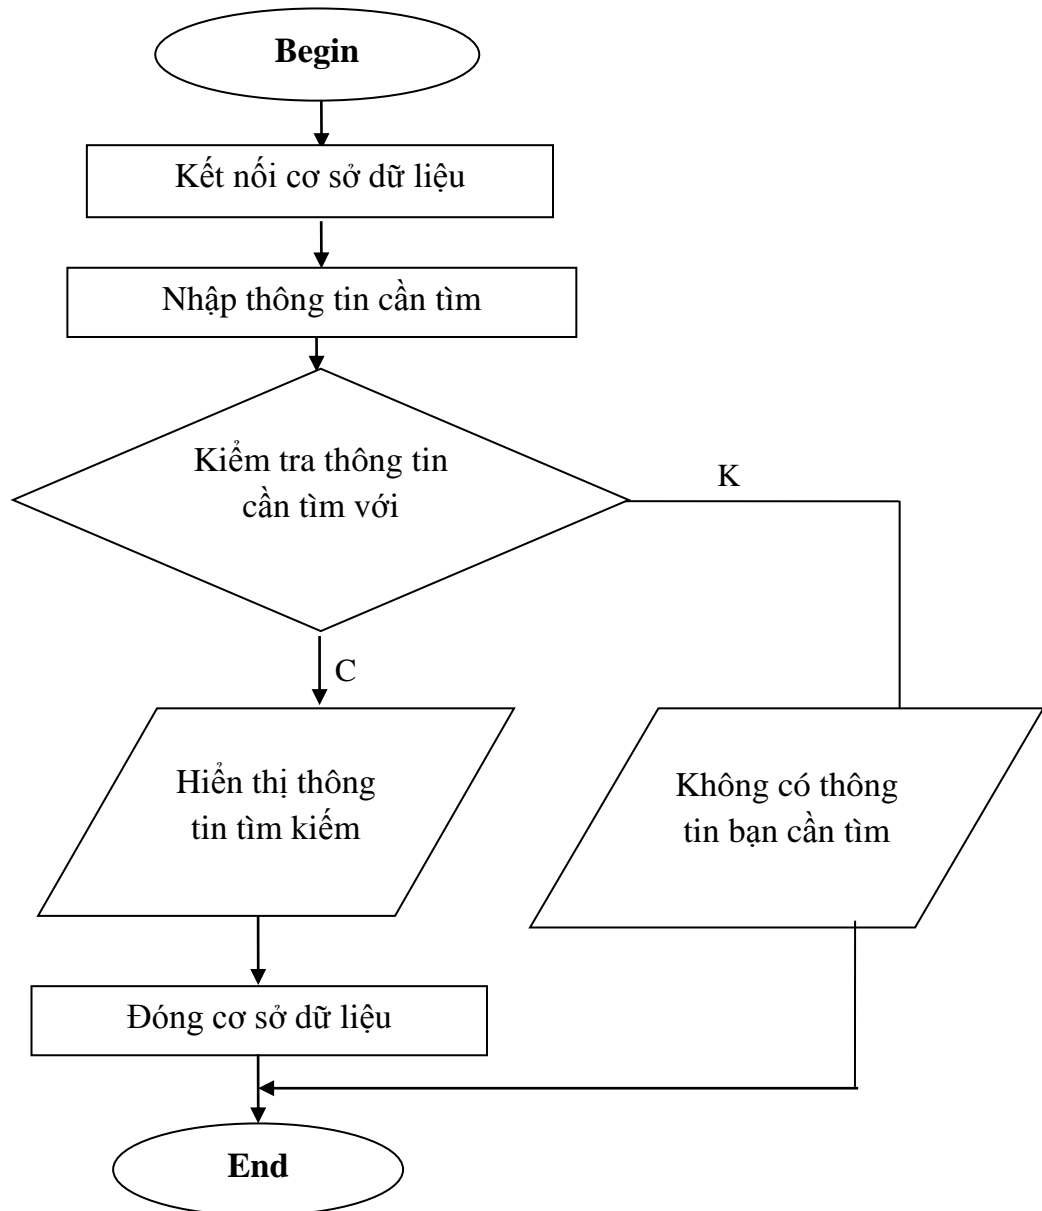 Begin
Kết nối cơ sở dữ liệu
Nhập thông tin cần tìm
Kiểm tra thông tin
cần tìm với
K
C
Hiển thị thông
tin tìm kiếm
Không có thông
tin bạn cần tìm
Đóng cơ sở dữ liệu
End